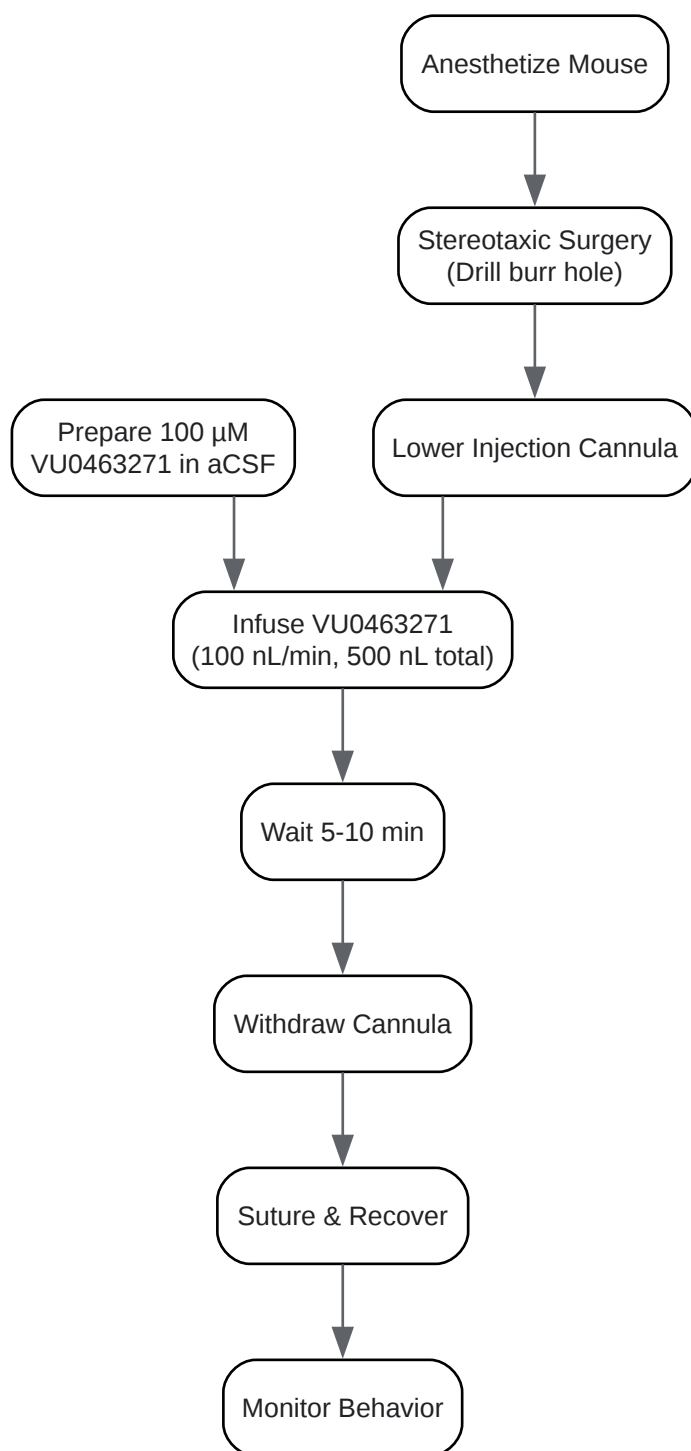 Anesthetize Mouse
Stereotaxic Surgery
(Drill burr hole)
Prepare 100 µM
VU0463271 in aCSF
Lower Injection Cannula
Infuse VU0463271
(100 nL/min, 500 nL total)
Wait 5-10 min
Withdraw Cannula
Suture & Recover
Monitor Behavior